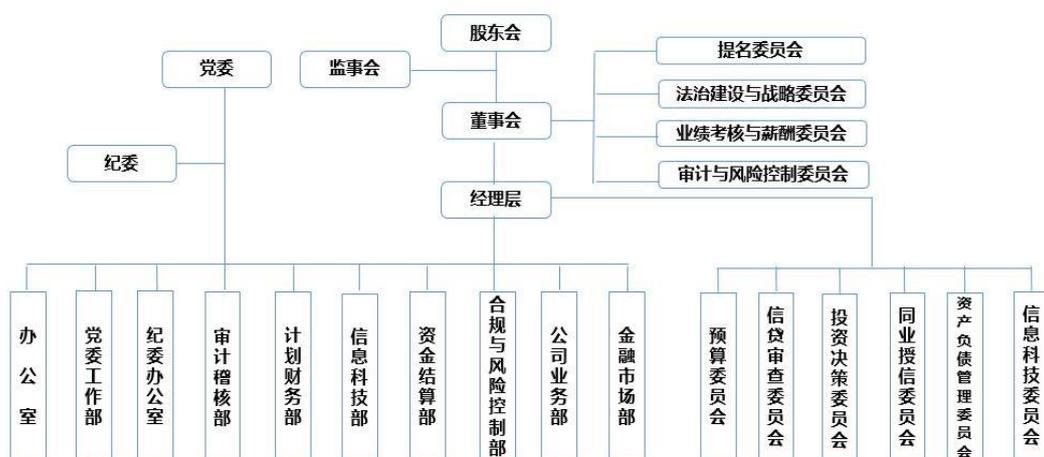 股东会
党委
监事会
提名委员会
法治建设与战略委员会
董事会
业绩考核与薪酬委员会
纪委
审计与风险控制委员会
经理层
办公室
党委工作部
纪委办公室
审计稽核部
计划财务部
信息科技部
资金结算部
合规与风险控制部
公司业务部
金融市场部
预算委员会
信贷审查委员会
投资决策委员会
同业授信委员会
资产负债管理委员会
信息科技委员会